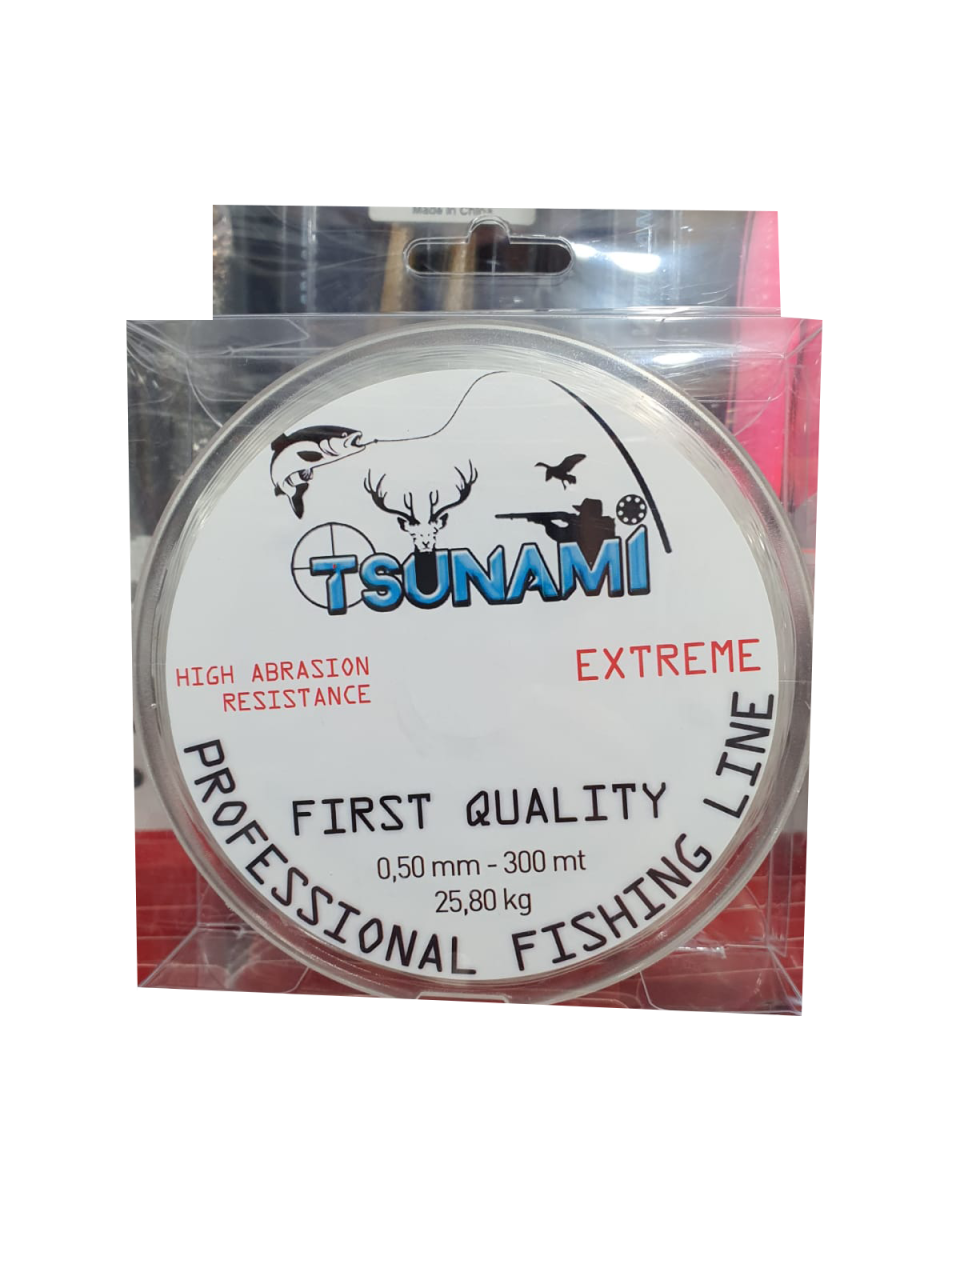 Made in China
TSUNAMİ
HIGH ABRASION
RESISTANCE
EXTREME
FIRST QUALITY
0,50 mm - 300 mt
25,80 kg
PROFESSIONAL FISHING LINE